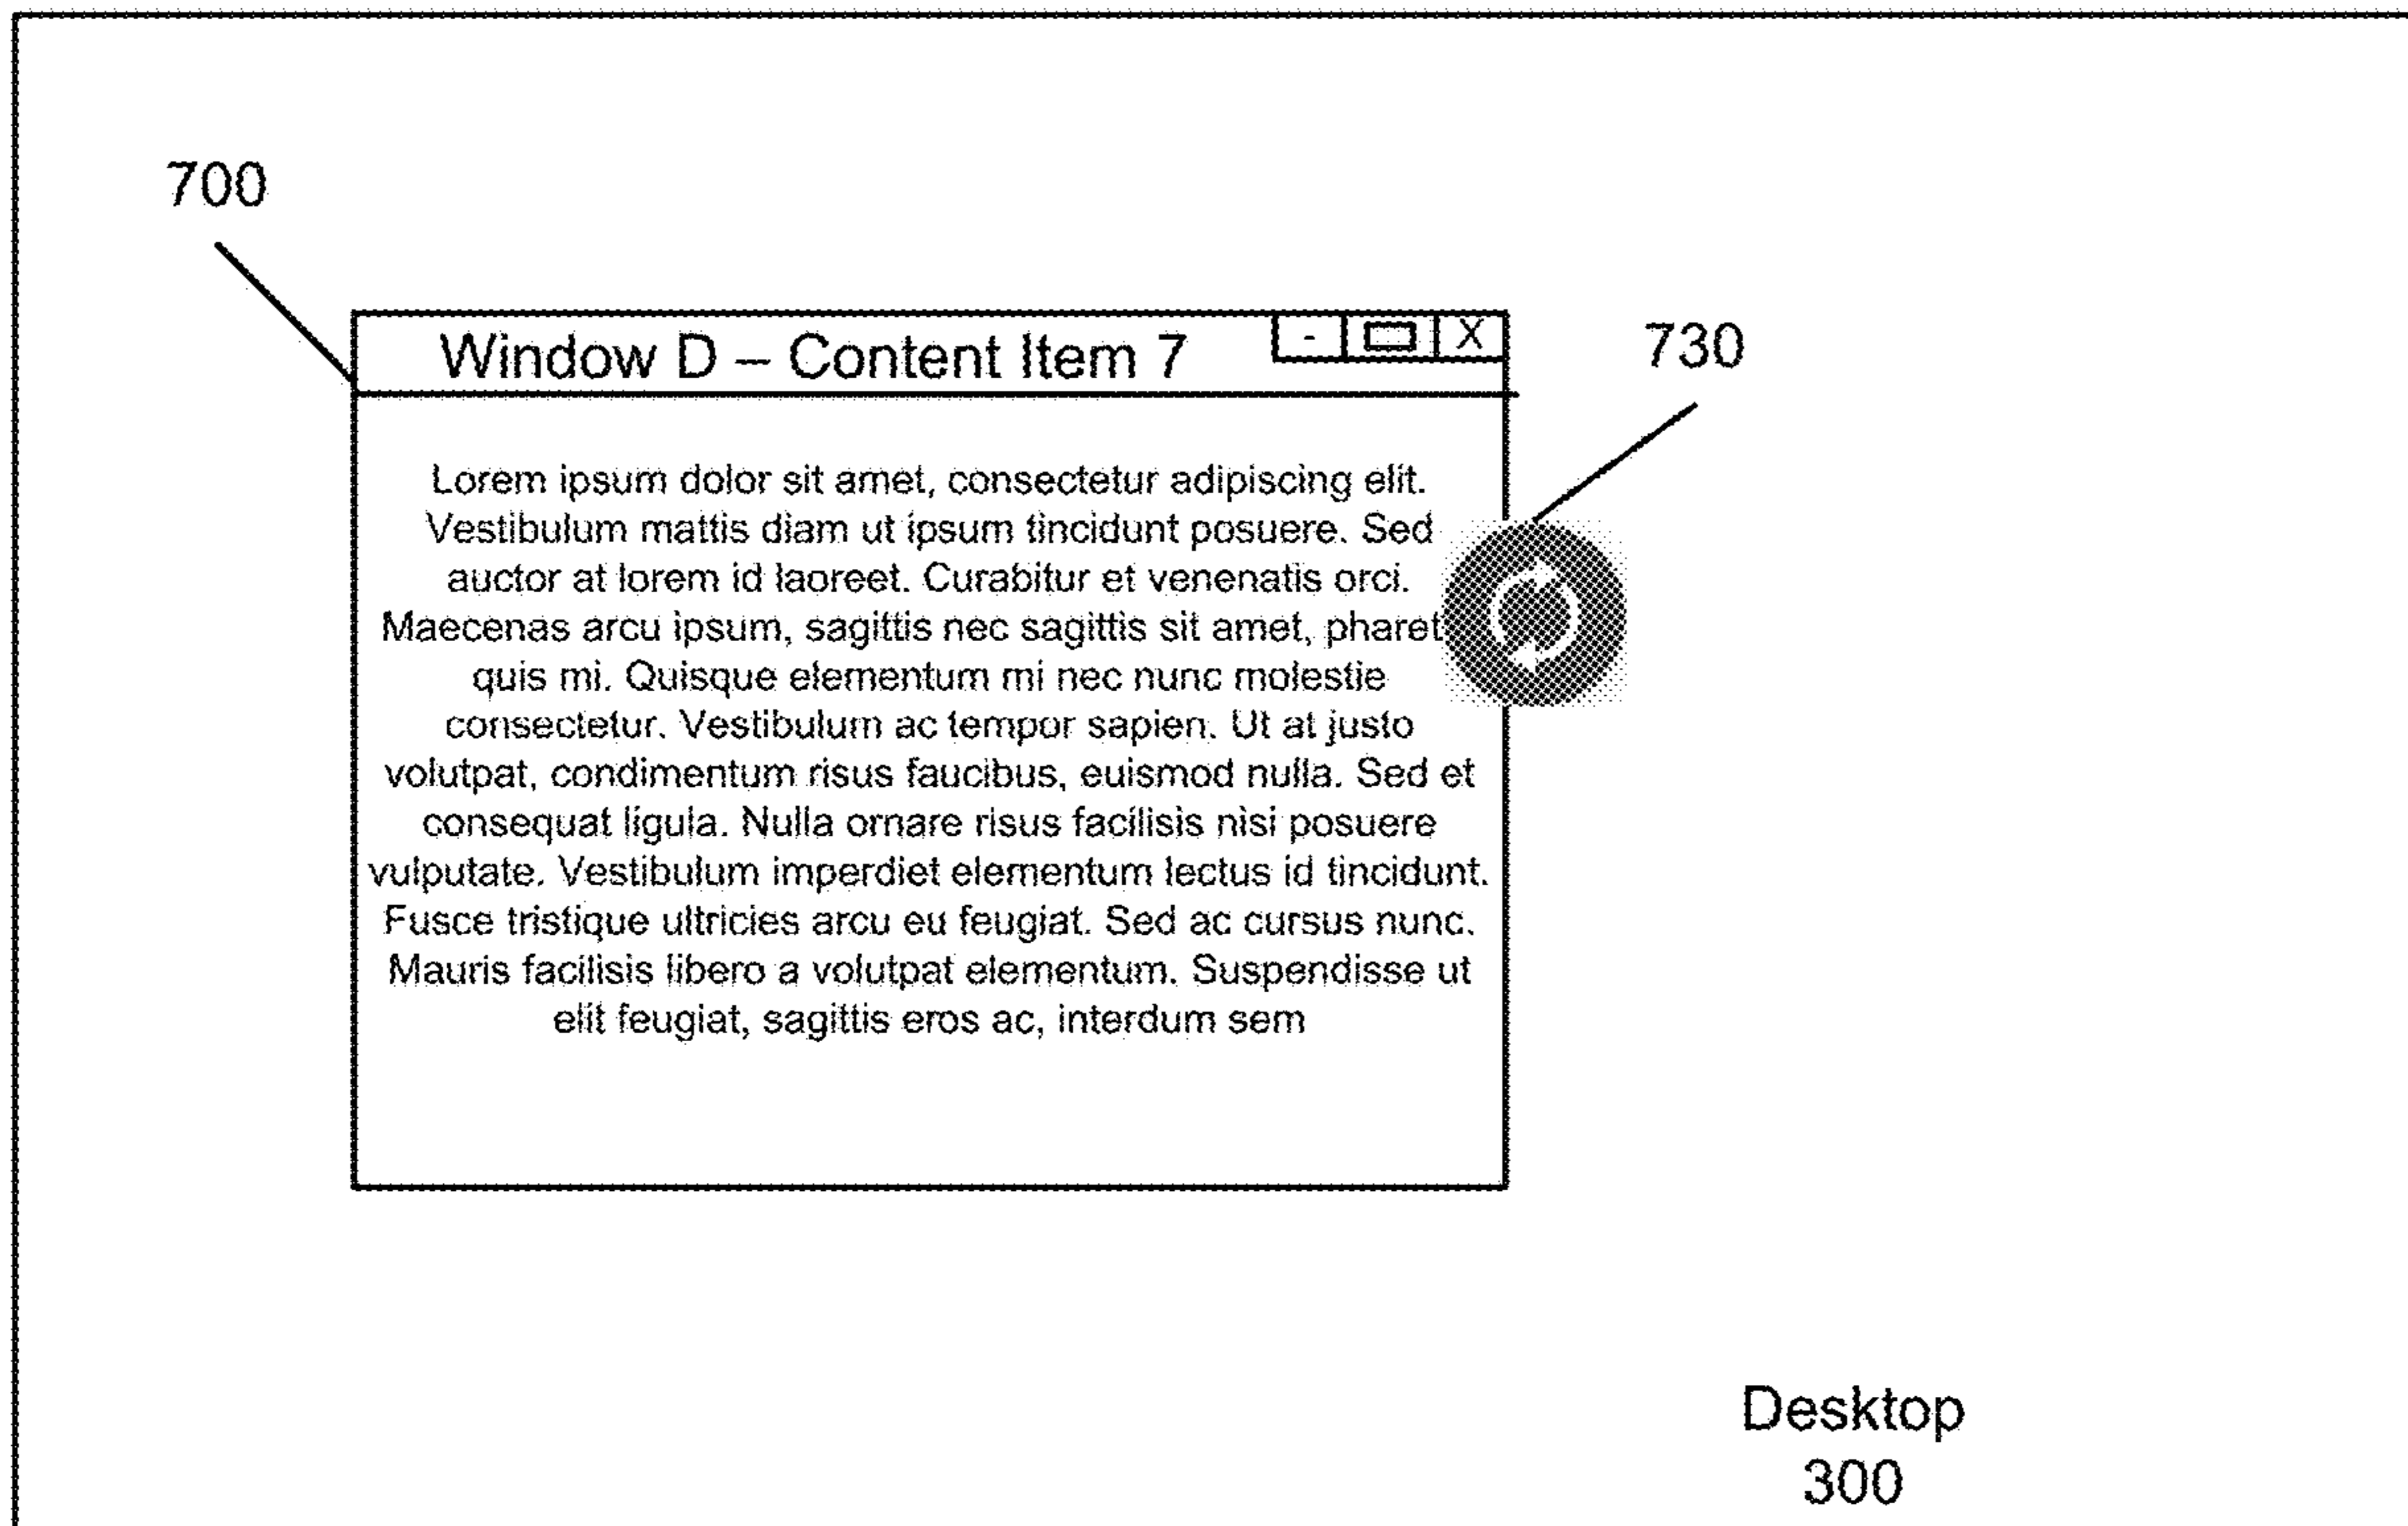 700
Window D – Content Item 7
- X
730
Lorem ipsum dolor sit amet, consectetur adipiscing elit.
Vestibulum mattis diam ut ipsum tincidunt posuere. Sed
auctor at lorem id laoreet. Curabitur et venenatis orci.
Maecenas arcu ipsum, sagittis nec sagittis sit amet, pharet
quis mi. Quisque elementum mi nec nunc molestie
consectetur. Vestibulum ac tempor sapien. Ut at justo
volutpat, condimentum risus faucibus, euismod nulla. Sed et
consequat ligula. Nulla ornare risus facilisis nisi posuere
vulputate. Vestibulum imperdiet elementum lectus id tincidunt.
Fusce tristique ultricies arcu eu feugiat. Sed ac cursus nunc.
Mauris facilisis libero a volutpat elementum. Suspendisse ut
elit feugiat, sagittis eros ac, interdum sem
Desktop
300